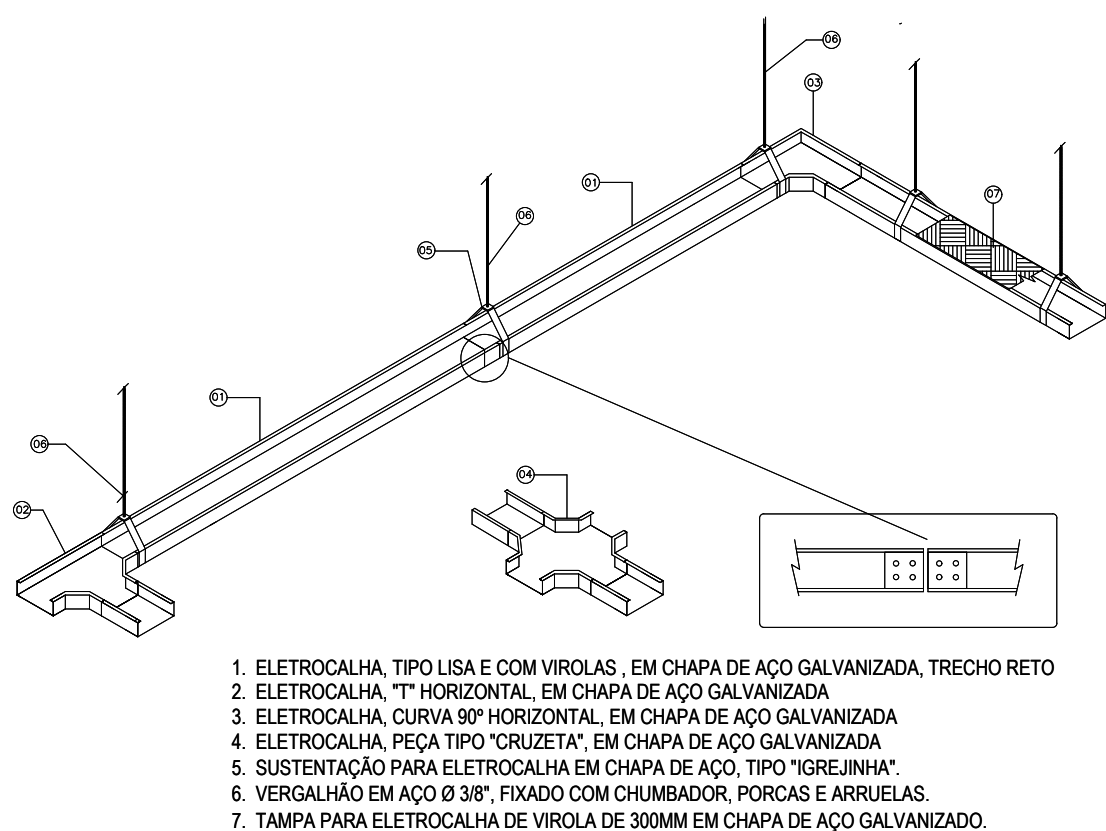 06
03
01
07
06
05
01
06
04
02
1. ELETROCALHA, TIPO LISA E COM VIROLAS , EM CHAPA DE AÇO GALVANIZADA, TRECHO RETO
2. ELETROCALHA, "T" HORIZONTAL, EM CHAPA DE AÇO GALVANIZADA
3. ELETROCALHA, CURVA 90º HORIZONTAL, EM CHAPA DE AÇO GALVANIZADA
4. ELETROCALHA, PEÇA TIPO "CRUZETA", EM CHAPA DE AÇO GALVANIZADA
5. SUSTENTAÇÃO PARA ELETROCALHA EM CHAPA DE AÇO, TIPO "IGREJINHA".
6. VERGALHÃO EM AÇO Ø 3/8", FIXADO COM CHUMBADOR, PORCAS E ARRUELAS.
7. TAMPA PARA ELETROCALHA DE VIROLA DE 300MM EM CHAPA DE AÇO GALVANIZADO.